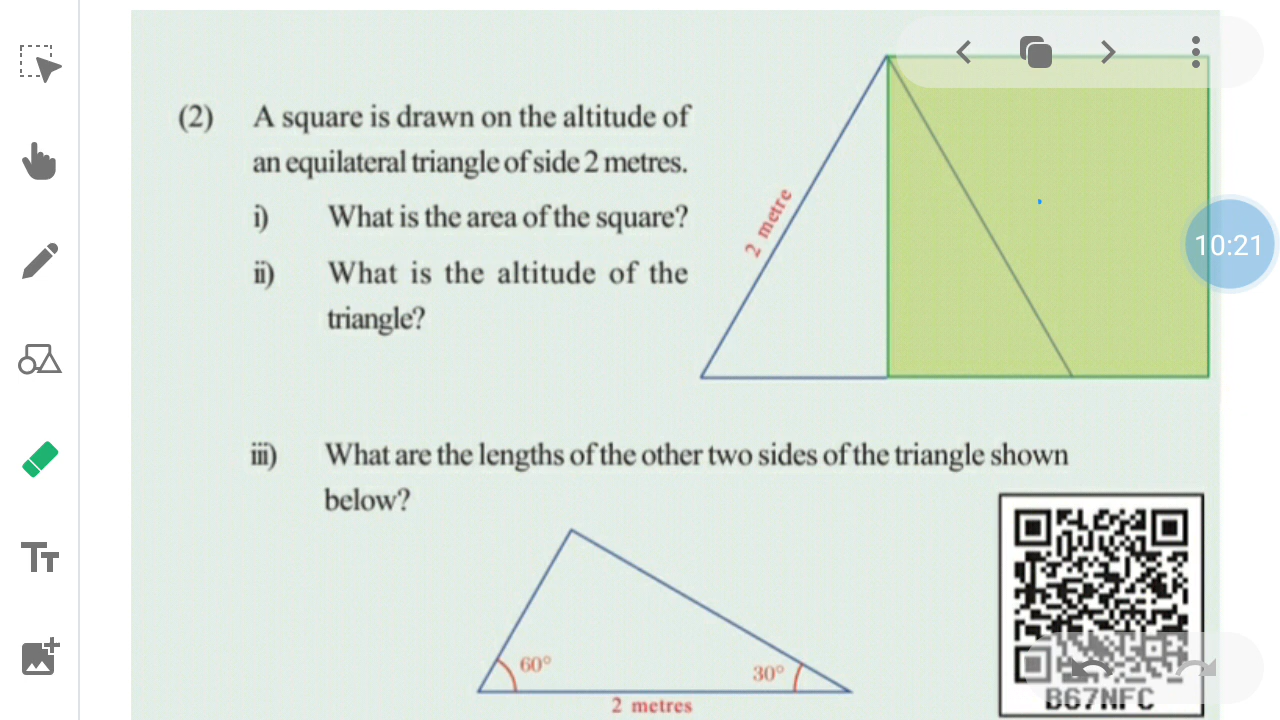 (2) A square is drawn on the altitude of
an equilateral triangle of side 2 metres.
i) What is the area of the square?
ii) What is the altitude of the
triangle?
2 metre
10:21
iii) What are the lengths of the other two sides of the triangle shown
below?
60°
30°
2 metres
B67NFC
Tт